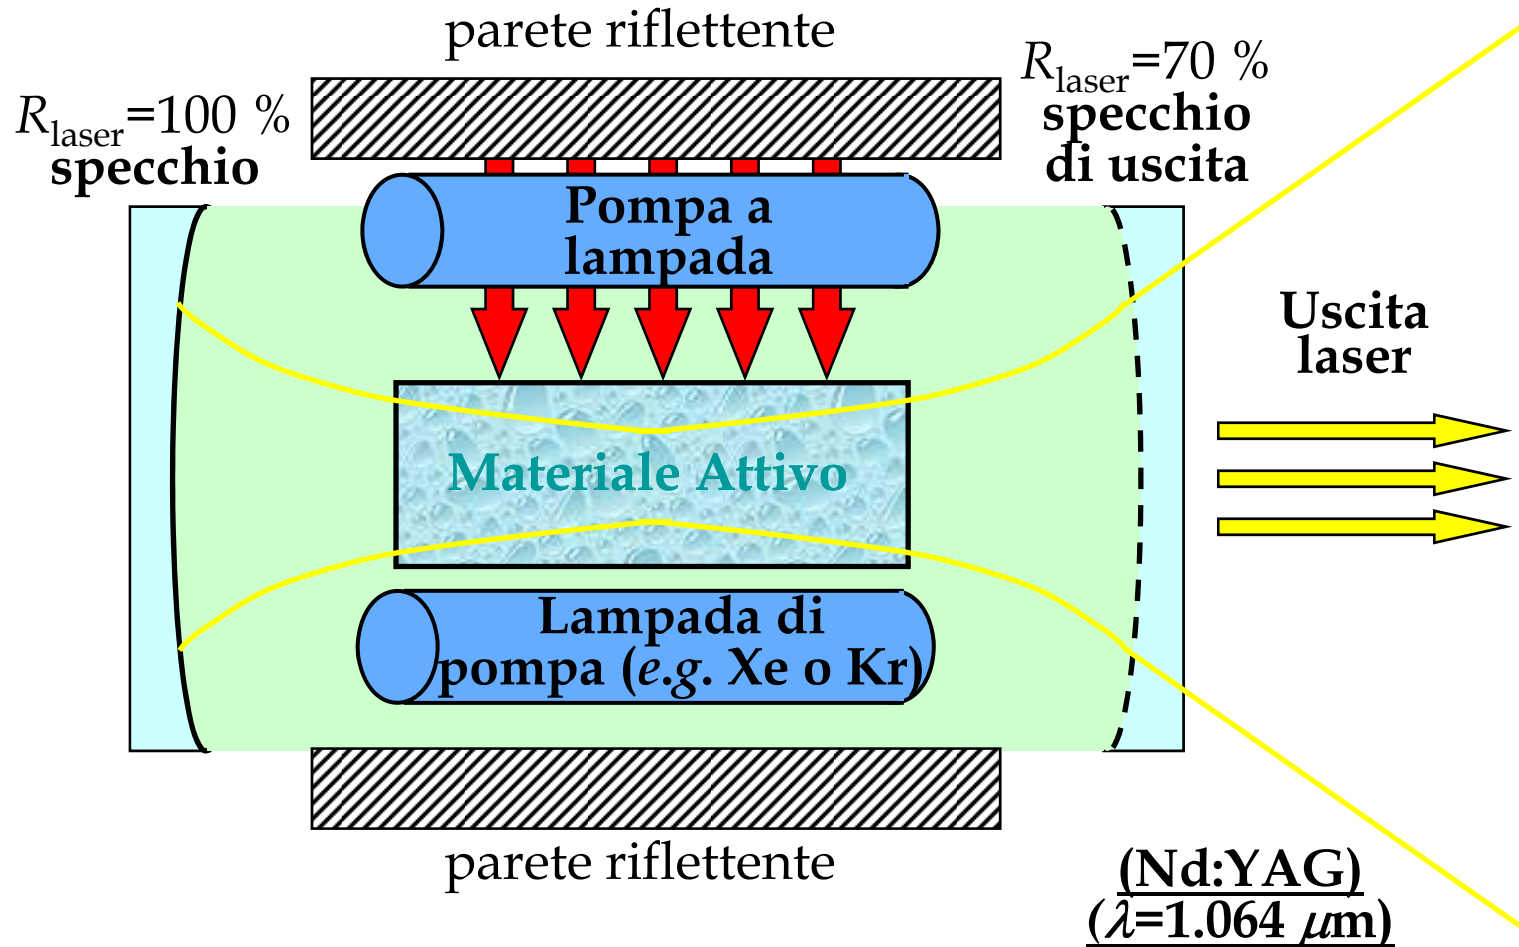 parete riflettente
R_laser=100 %
specchio
R_laser=70 %
specchio
di uscita
Pompa a
lampada
Uscita
laser
Materiale Attivo
Lampada di
pompa (e.g. Xe o Kr)
parete riflettente
(Nd:YAG)
(λ=1.064 μm)